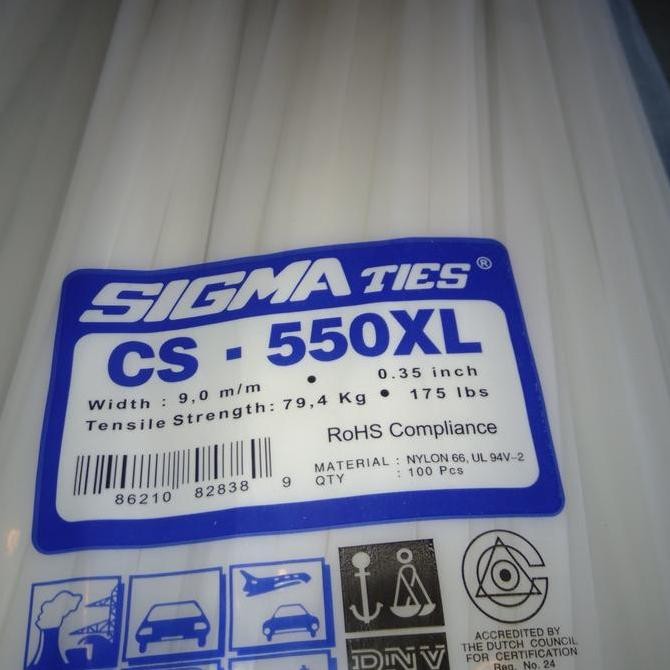 SIGMA TIES ®
CS · 550XL
Width : 9,0 m/m • 0.35 inch
Tensile Strength: 79,4 Kg • 175 lbs
RoHS Compliance
MATERIAL : NYLON 66, UL 94V-2
QTY : 100 Pcs
86210 82838 9
DNV
ACCREDITED BY
THE DUTCH COUNCIL
FOR CERTIFICATION
Reg. No. 24